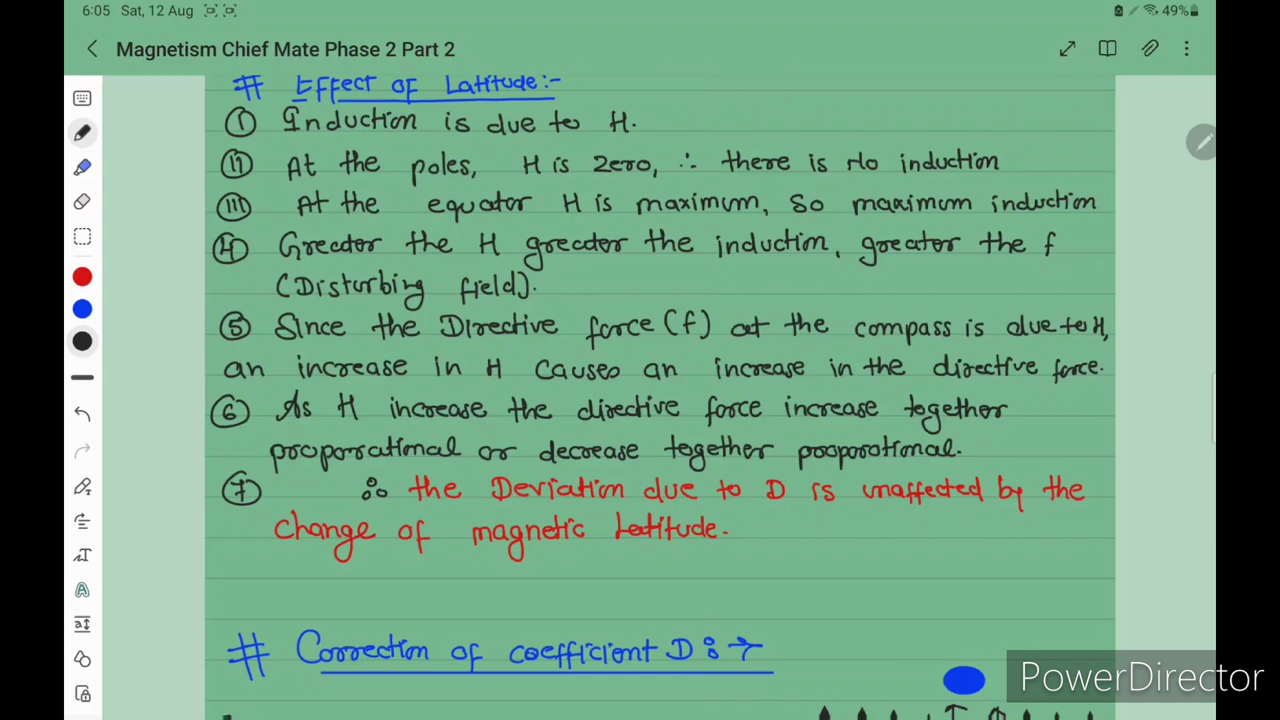 6:05 Sat, 12 Aug
49%
Magnetism Chief Mate Phase 2 Part 2
# Effect of Latitude:-
(I) Induction is due to H.
(II) At the poles, H is Zero, ∴ there is No induction
(III) At the equator H is maximum, So maximum induction
(4) Greator the H greator the induction, greator the f
(Disturbing field).
(5) Since the Directive force (f) at the compass is due to H,
an increase in H causes an increase in the directive force.
(6) As H increase the directive force increase together
proporational or decrease together proporational.
(7) ∴ the Deviation due to D is unaffected by the
change of magnetic Latitude.
# Correction of coefficient D :→
PowerDirector